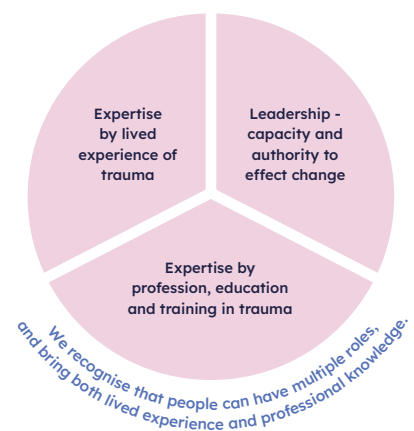 Expertise
by lived
experience of
trauma
Leadership -
capacity and
authority to
effect change
Expertise by
profession, education
and training in trauma
We recognise that people can have multiple roles,
and bring both lived experience and professional knowledge.